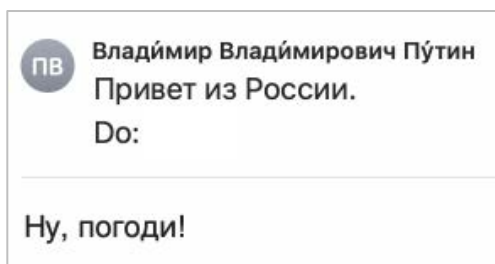 ПВ
Влади́мир Влади́мирович Пу́тин
Привет из России.
Do:
Ну, погоди!